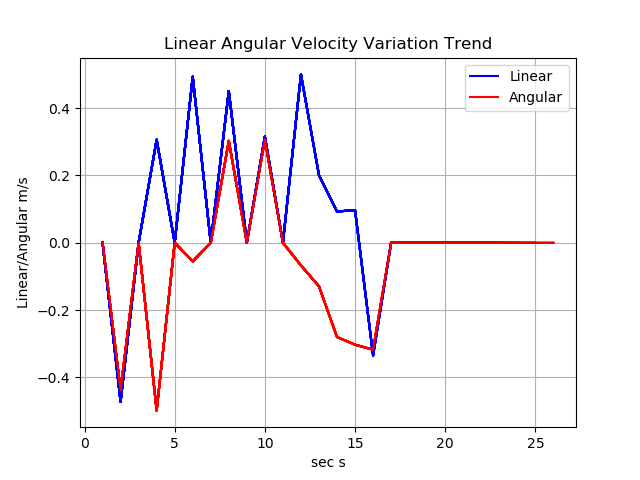 Linear Angular Velocity Variation Trend
Linear
Angular
Linear/Angular m/s
0.4
0.2
0.0
−0.2
−0.4
0 5 10 15 20 25
sec s